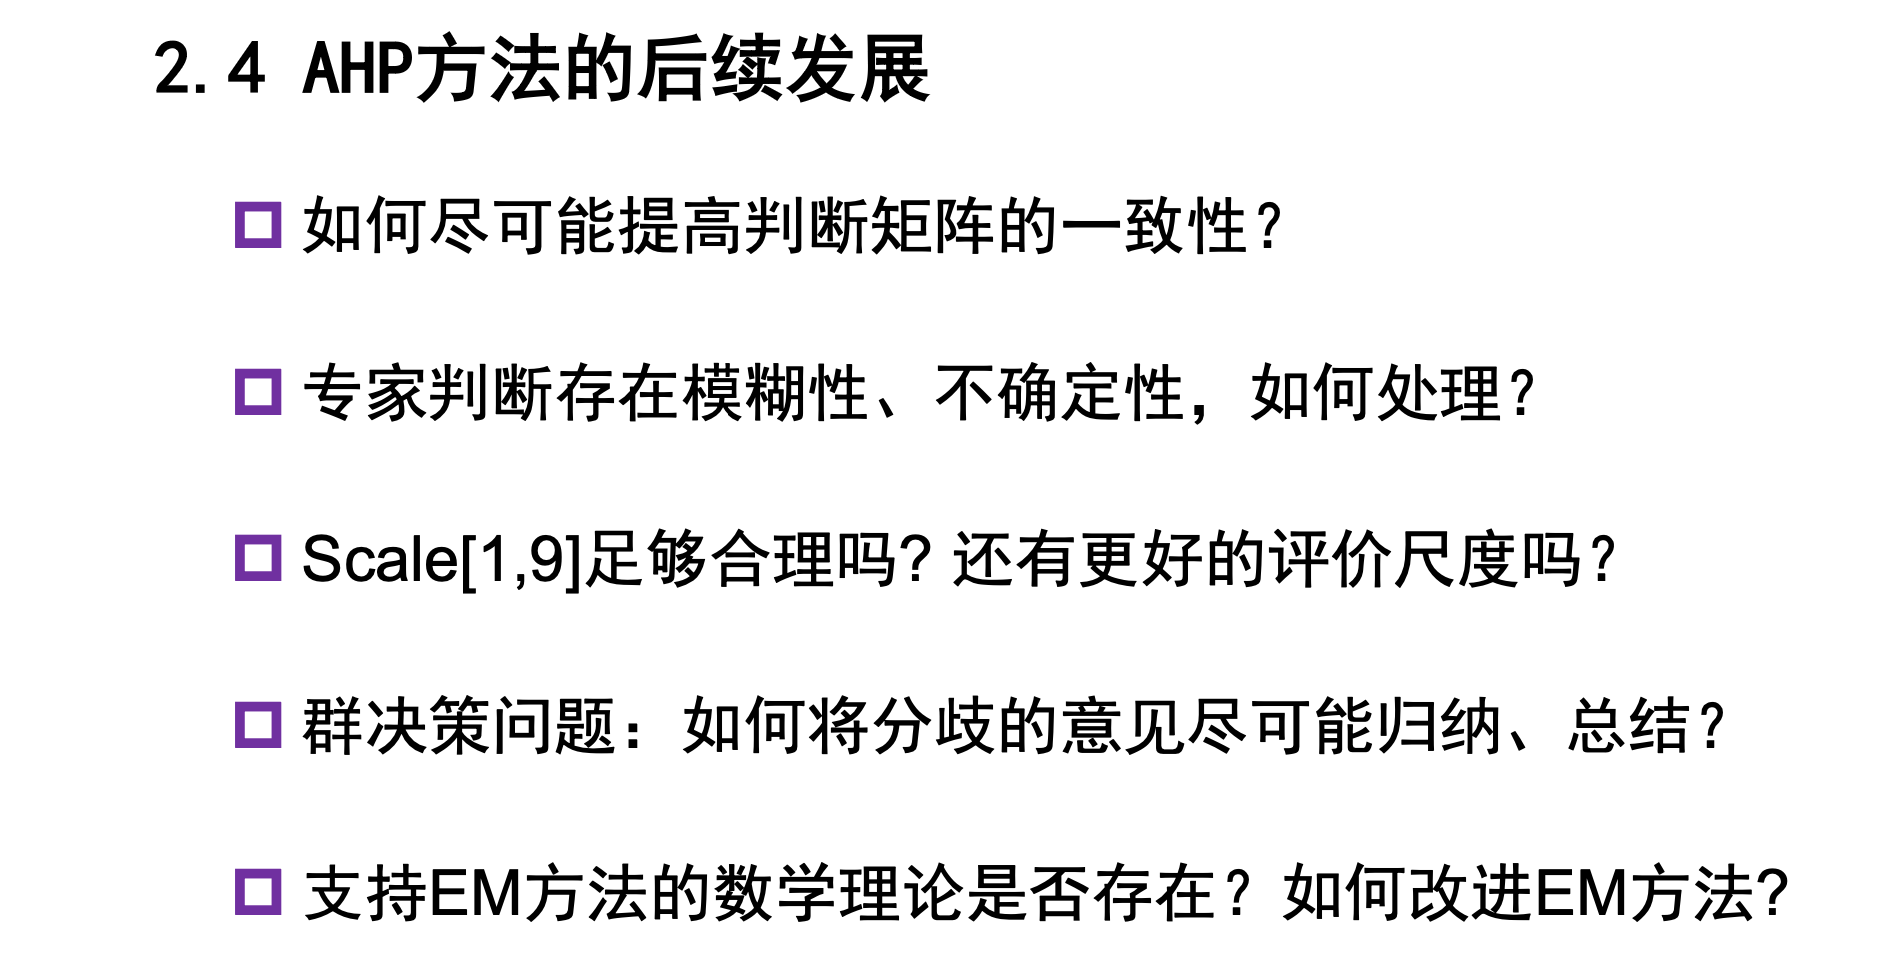 2.4 AHP方法的后续发展
如何尽可能提高判断矩阵的一致性?
专家判断存在模糊性、不确定性，如何处理?
Scale[1,9]足够合理吗? 还有更好的评价尺度吗?
群决策问题：如何将分歧的意见尽可能归纳、总结?
支持EM方法的数学理论是否存在? 如何改进EM方法?